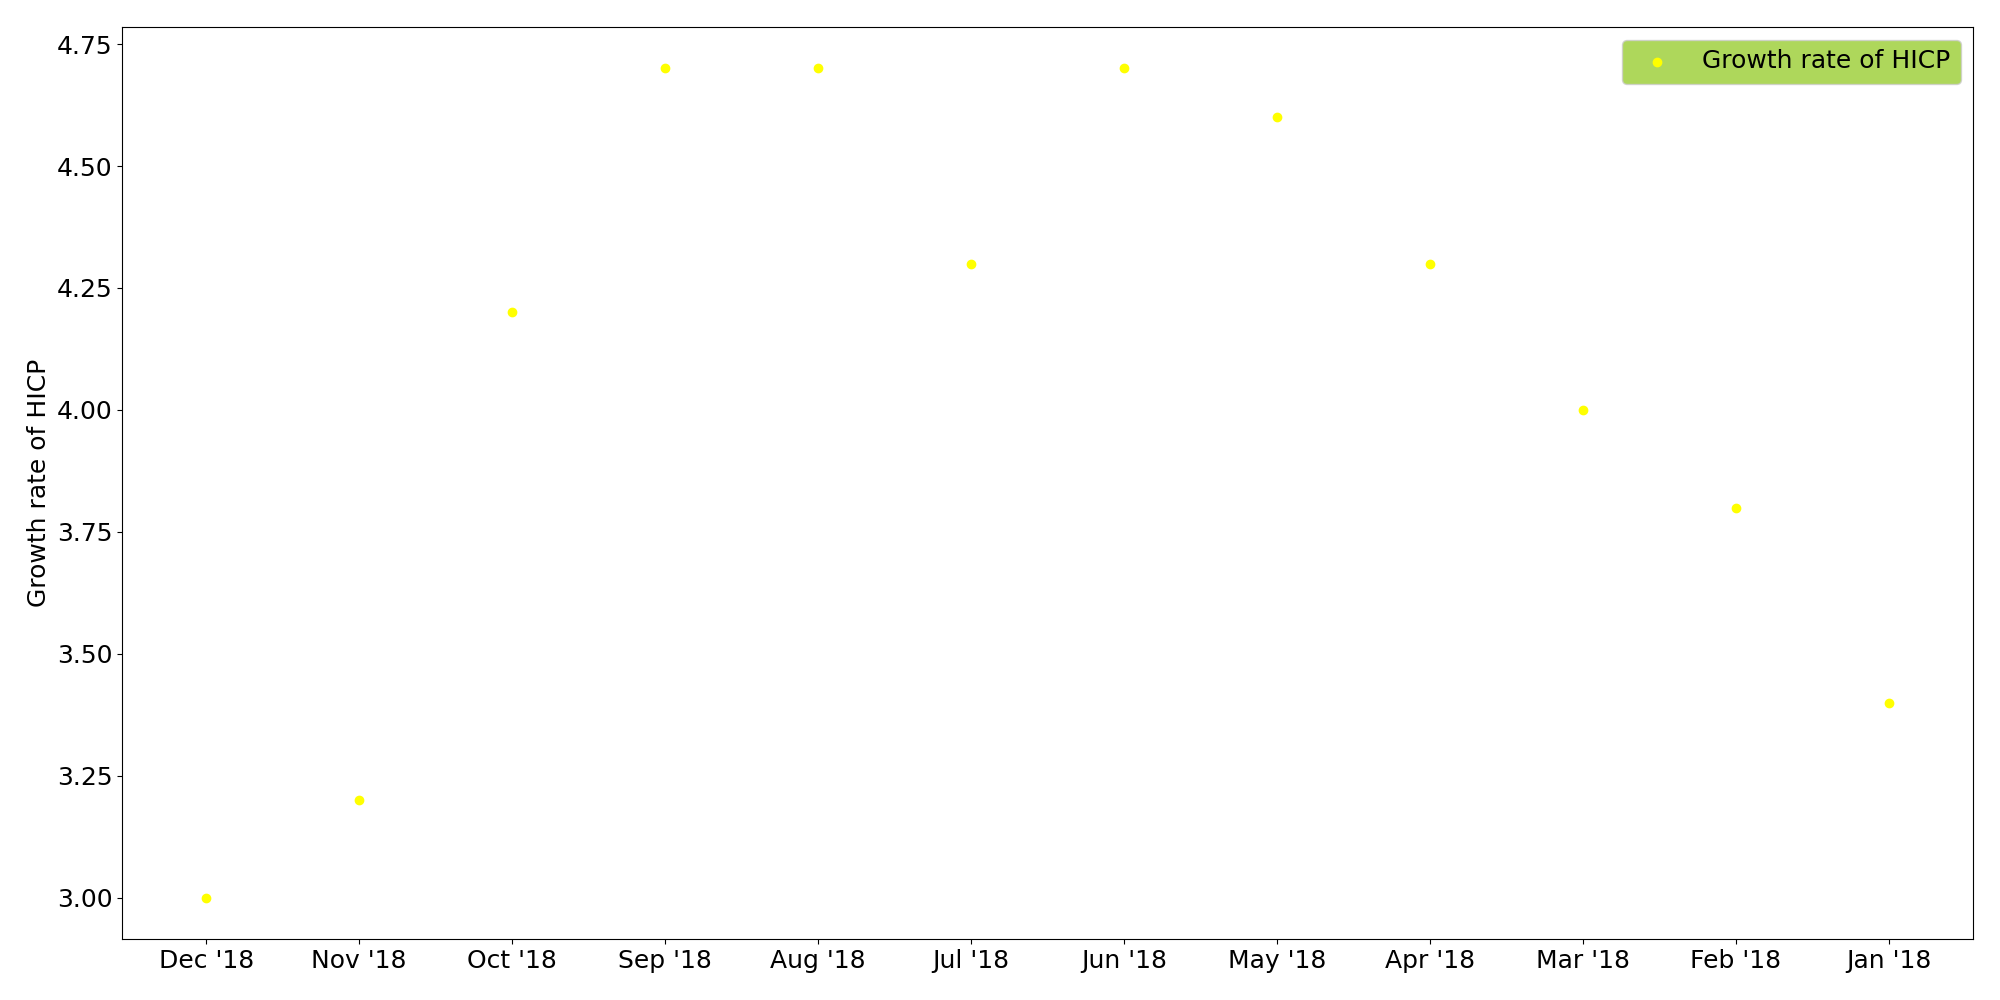 Growth rate of HICP
4.75
4.50
4.25
4.00
3.75
3.50
3.25
3.00
Growth rate of HICP
Dec '18 Nov '18 Oct '18 Sep '18 Aug '18 Jul '18 Jun '18 May '18 Apr '18 Mar '18 Feb '18 Jan '18